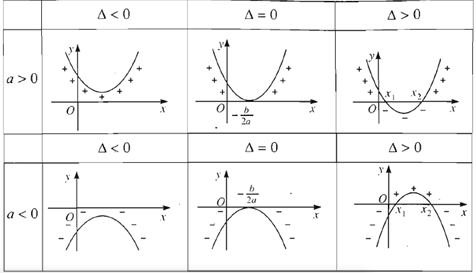 Δ < 0 Δ = 0 Δ > 0
a > 0
y + + + + + + + O x
y + + + + + + O -b/2a x
y + + + + + + x₁ x₂ O - - - x
Δ < 0 Δ = 0 Δ > 0
a < 0
y O x - - - - - -
y -b/2a O x - - - - - -
y + + + O x₁ x₂ x - - - -